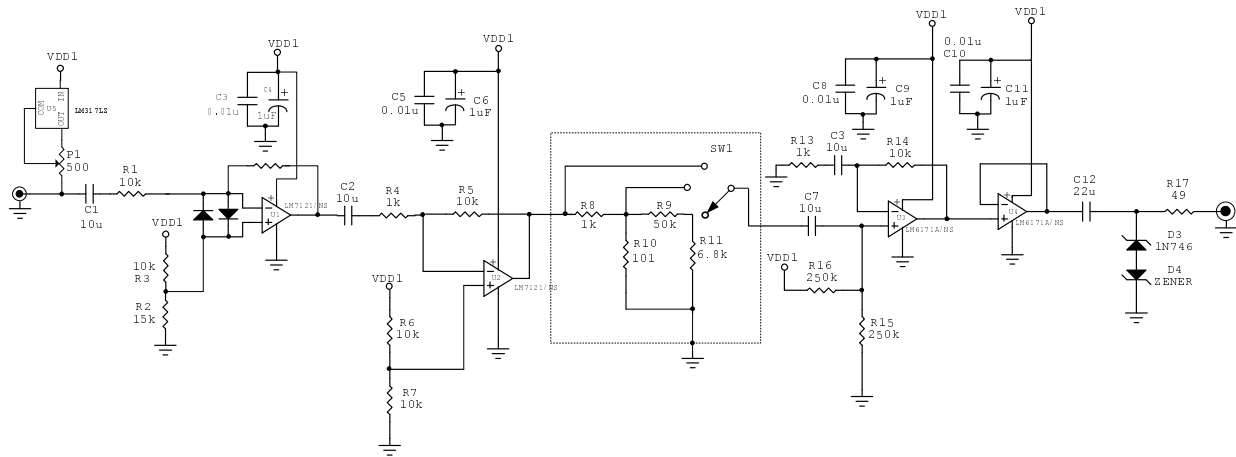 VDD1
COM
U5
OUT IN
LM317LZ
P1
500
C1
10u
R1
10k
VDD1
10k
R3
R2
15k
VDD1
C3
0.01u
C4
1uF
U1
LM7121/NS
C2
10u
R4
1k
R5
10k
VDD1
C5
0.01u
C6
1uF
U2
LM7121/NS
VDD1
R6
10k
R7
10k
SW1
R8
1k
R9
50k
R10
101
R11
6.8k
C7
10u
VDD1
R16
250k
R15
250k
R13
1k
C3
10u
R14
10k
VDD1
C8
0.01u
C9
1uF
U3
LM6171A/NS
VDD1
0.01u
C10
C11
1uF
U4
LM6171A/NS
C12
22u
R17
49
D3
1N746
D4
ZENER